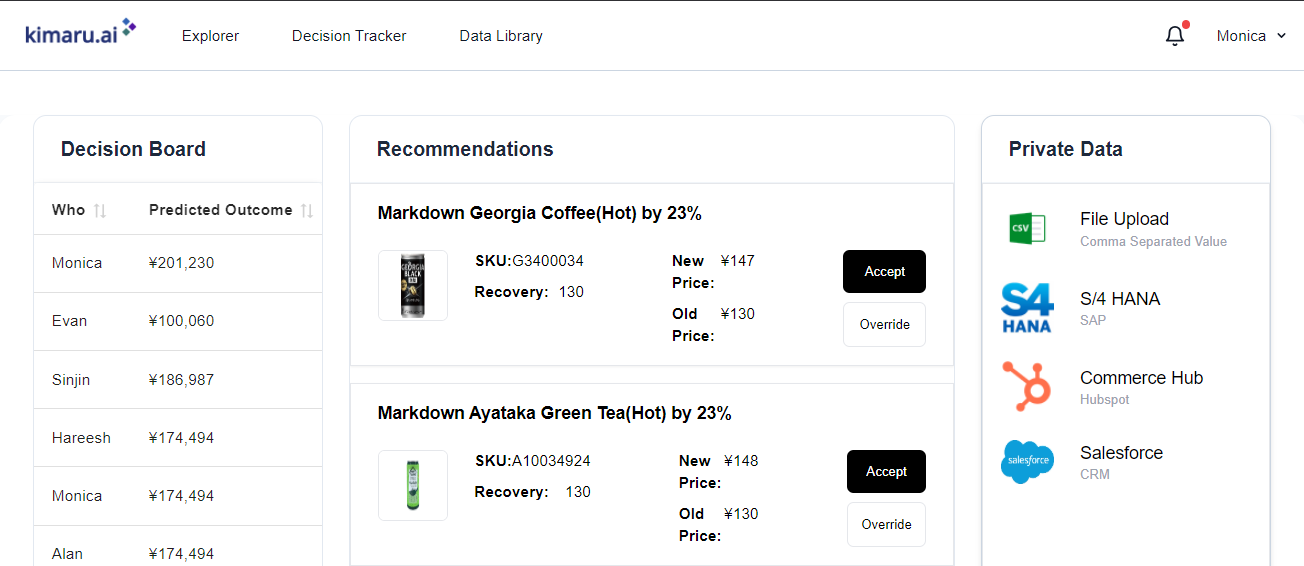 kimaru.ai
Explorer
Decision Tracker
Data Library
Monica
Decision Board
Who
Predicted Outcome
Monica
¥201,230
Evan
¥100,060
Sinjin
¥186,987
Hareesh
¥174,494
Monica
¥174,494
Alan
¥174,494
Recommendations
Markdown Georgia Coffee(Hot) by 23%
GEORGIA
BLACK
SKU:G3400034
Recovery: 130
New ¥147
Price:
Old ¥130
Price:
Accept
Override
Markdown Ayataka Green Tea(Hot) by 23%
SKU:A10034924
Recovery: 130
New ¥148
Price:
Old ¥130
Price:
Accept
Override
Private Data
CSV
File Upload
Comma Separated Value
S4
HANA
S/4 HANA
SAP
Commerce Hub
Hubspot
salesforce
Salesforce
CRM